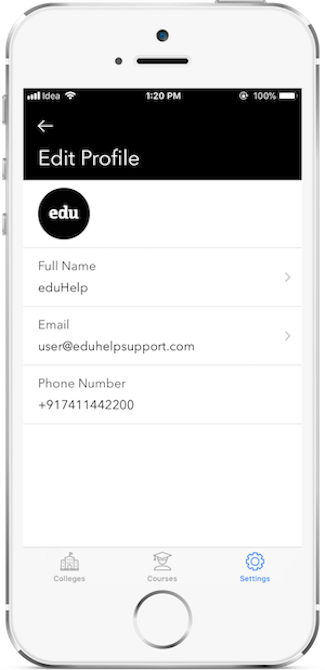 Idea 1:20 PM 100%
Edit Profile
edu
Full Name
eduHelp
Email
user@eduhelpsupport.com
Phone Number
+917411442200
Colleges Courses Settings